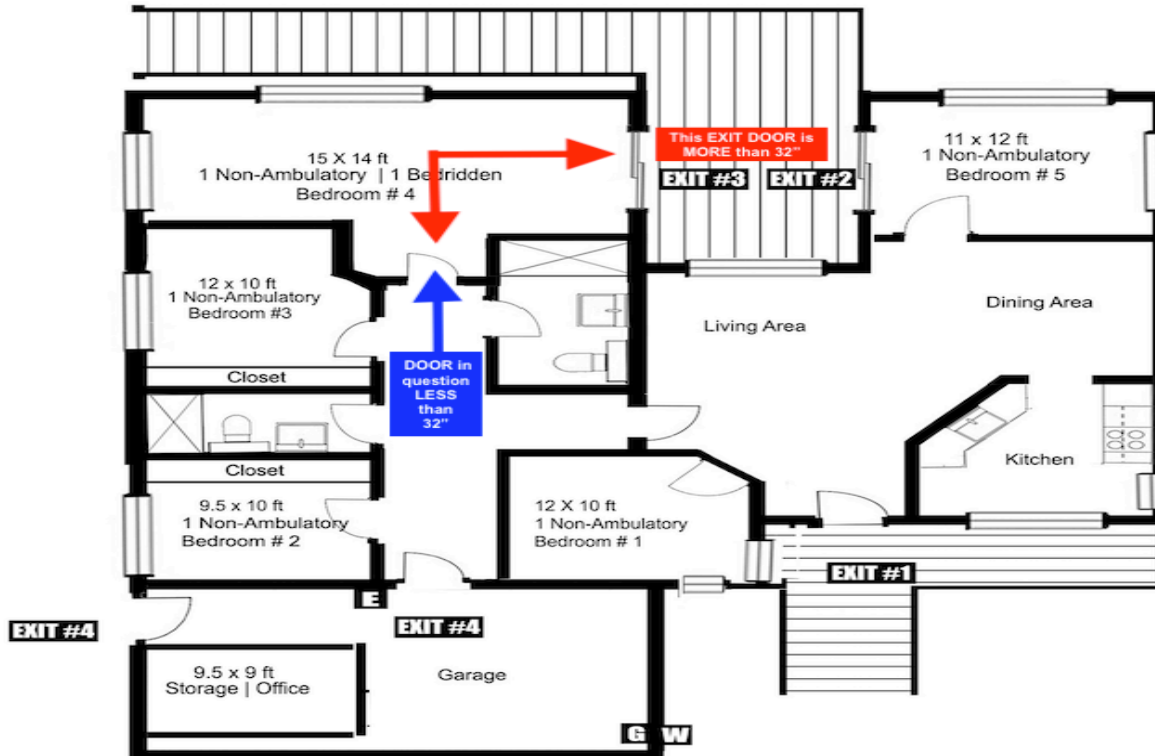 This EXIT DOOR is
MORE than 32"
EXIT #3
EXIT #2
15 X 14 ft
1 Non-Ambulatory | 1 Bedridden
Bedroom # 4
11 x 12 ft
1 Non-Ambulatory
Bedroom # 5
12 x 10 ft
1 Non-Ambulatory
Bedroom #3
Closet
DOOR in
question
LESS
than
32"
Living Area
Dining Area
Kitchen
Closet
9.5 x 10 ft
1 Non-Ambulatory
Bedroom # 2
12 X 10 ft
1 Non-Ambulatory
Bedroom # 1
EXIT #1
E
EXIT #4
EXIT #4
9.5 x 9 ft
Storage | Office
Garage
G
W